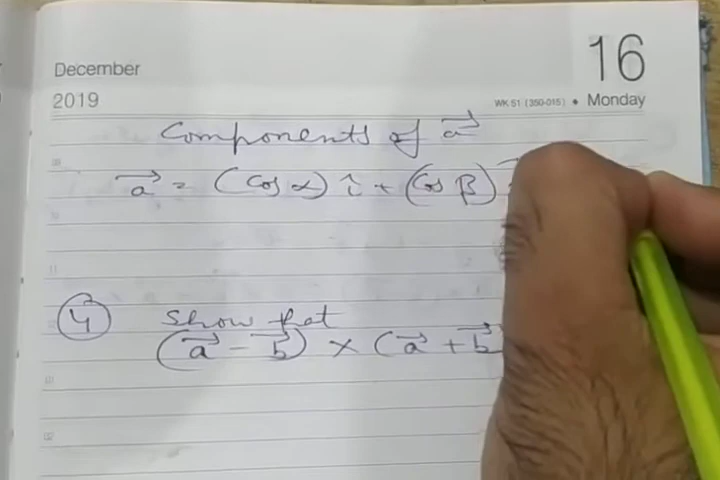 December
16
2019
WK 51 (350-015) • Monday
Components of a⃗
a⃗ = (Cos α) î + (Cos β)
4 Show that
(a⃗ - b⃗) × (a⃗ + b⃗